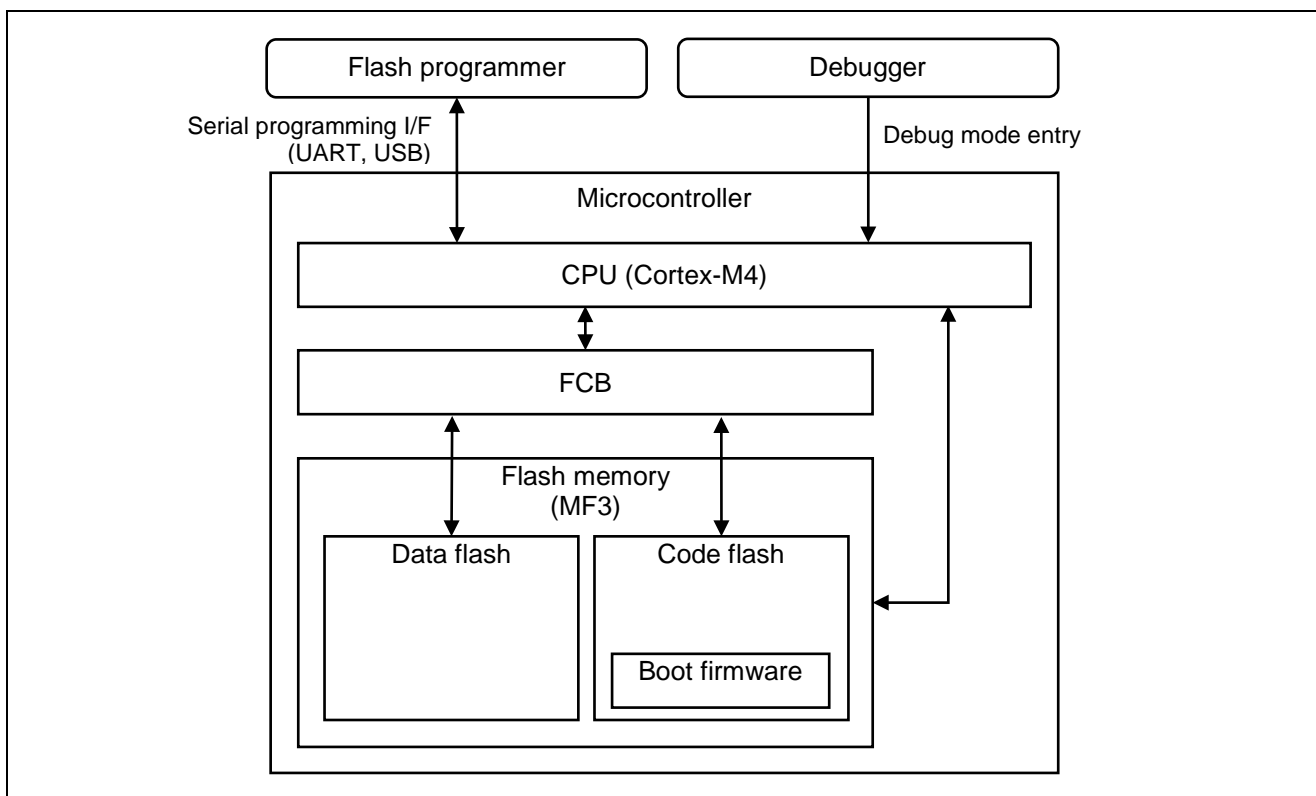 Flash programmer
Debugger
Serial programming I/F
(UART, USB)
Debug mode entry
Microcontroller
CPU (Cortex-M4)
FCB
Flash memory
(MF3)
Data flash
Code flash
Boot firmware